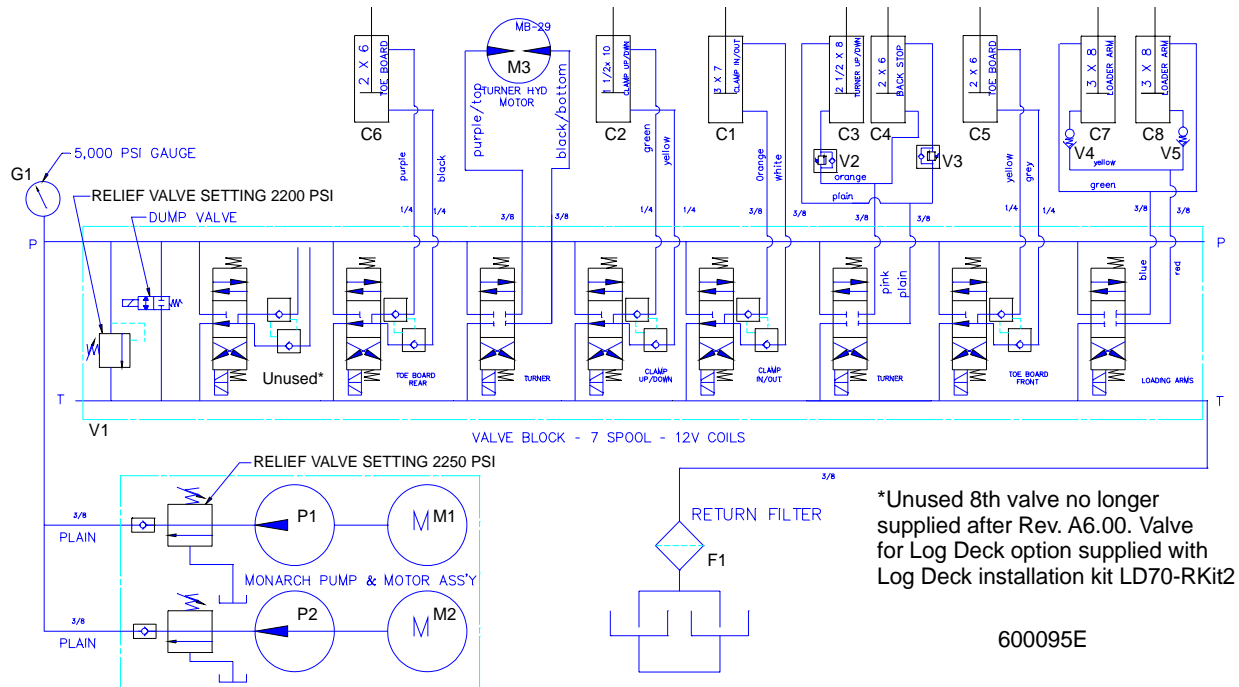 MB-29
M3
TURNER HYD
MOTOR
2 X 6
TOE BOARD
C6
1 1/2x 10
CLAMP UP/DWN
C2
3 X 7
CLAMP IN/OUT
C1
2 1/2 X 8
TURNER UP/DWN
C3
2 X 6
BACK STOP
C4
2 X 6
TOE BOARD
C5
3 X 8
LOADER ARM
C7
3 X 8
LOADER ARM
C8
V2
V3
V4
V5
purple
black
purple/top
black/bottom
green
yellow
Orange
white
orange
plain
yellow
grey
yellow
green
1/4
1/4
3/8
3/8
1/4
1/4
3/8
3/8
3/8
3/8
1/4
1/4
3/8
3/8
pink
plain
blue
red
G1
5,000 PSI GAUGE
RELIEF VALVE SETTING 2200 PSI
DUMP VALVE
P
P
Unused*
TOE BOARD
REAR
TURNER
CLAMP
UP/DOWN
CLAMP
IN/OUT
TURNER
TOE BOARD
FRONT
LOADING ARMS
T
T
V1
VALVE BLOCK - 7 SPOOL - 12V COILS
RELIEF VALVE SETTING 2250 PSI
3/8
PLAIN
P1
M M1
MONARCH PUMP & MOTOR ASS'Y
3/8
PLAIN
P2
M M2
3/8
RETURN FILTER
F1
*Unused 8th valve no longer
supplied after Rev. A6.00. Valve
for Log Deck option supplied with
Log Deck installation kit LD70-RKit2
600095E